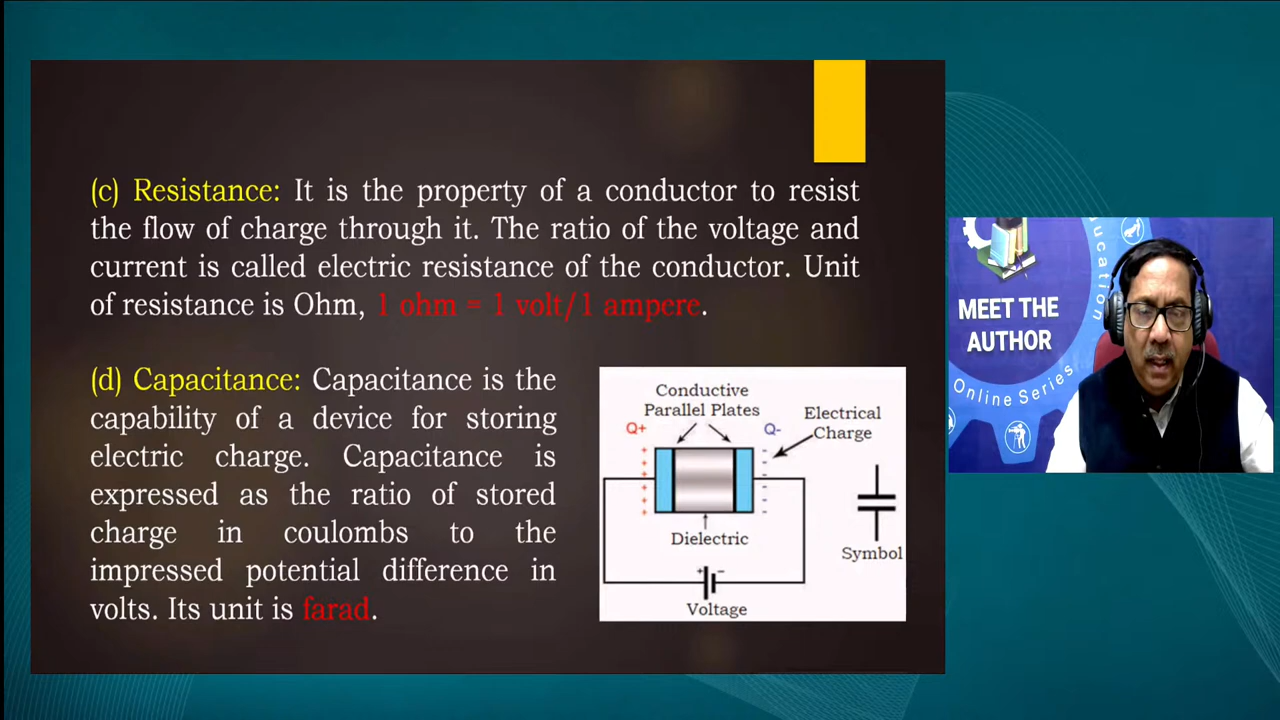 (c) Resistance: It is the property of a conductor to resist
the flow of charge through it. The ratio of the voltage and
current is called electric resistance of the conductor. Unit
of resistance is Ohm, 1 ohm = 1 volt/1 ampere.
(d) Capacitance: Capacitance is the
capability of a device for storing
electric charge. Capacitance is
expressed as the ratio of stored
charge in coulombs to the
impressed potential difference in
volts. Its unit is farad.
Conductive
Parallel Plates
Electrical
Charge
Q+
Q-
Dielectric
Symbol
+ −
Voltage
MEET THE
AUTHOR
Online Series
ucation